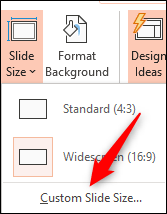 Slide
Size
Format
Background
Design
Ideas
Standard (4:3)
Widescreen (16:9)
Custom Slide Size...